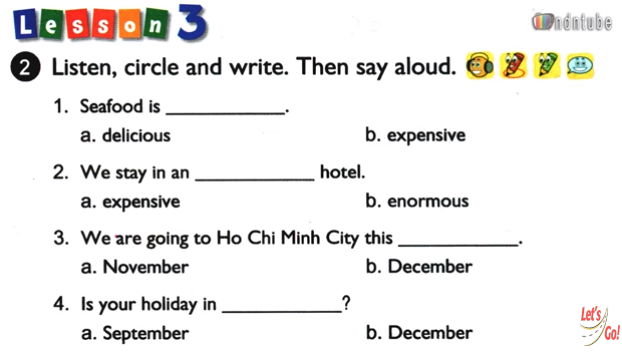 Lesson 3
ndntube
2 Listen, circle and write. Then say aloud.
1. Seafood is ____________.
a. delicious b. expensive
2. We stay in an ____________ hotel.
a. expensive b. enormous
3. We are going to Ho Chi Minh City this ____________.
a. November b. December
4. Is your holiday in ____________?
a. September b. December
Let's
Go!